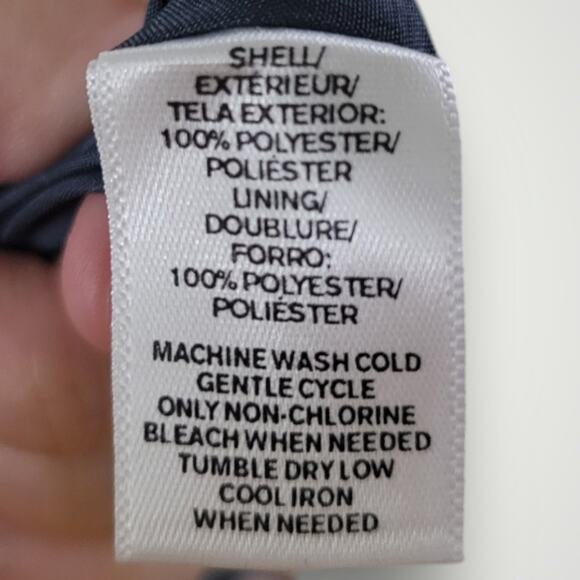 SHELL/
EXTÉRIEUR/
TELA EXTERIOR:
100% POLYESTER/
POLIÉSTER
LINING/
DOUBLURE/
FORRO:
100% POLYESTER/
POLIÉSTER
MACHINE WASH COLD
GENTLE CYCLE
ONLY NON-CHLORINE
BLEACH WHEN NEEDED
TUMBLE DRY LOW
COOL IRON
WHEN NEEDED